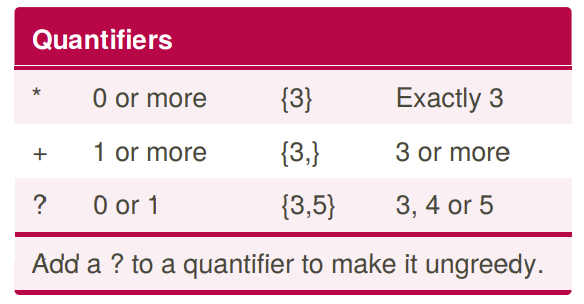 Quantifiers
* 0 or more {3} Exactly 3
+ 1 or more {3,} 3 or more
? 0 or 1 {3,5} 3, 4 or 5
Add a ? to a quantifier to make it ungreedy.